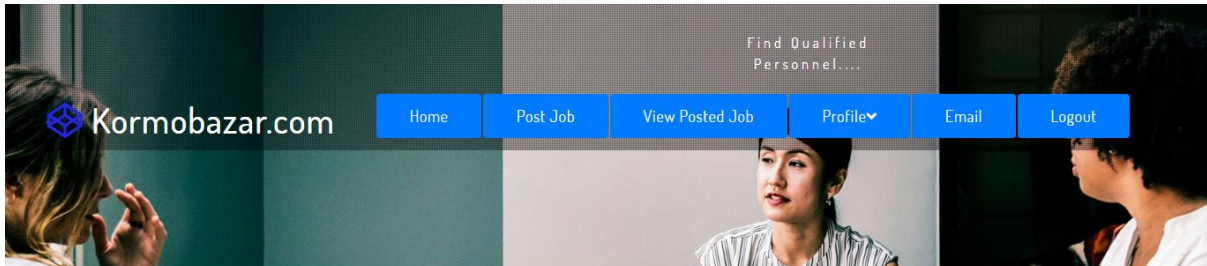 Find Qualified
Personnel....
Kormobazar.com
Home Post Job View Posted Job Profile Email Logout